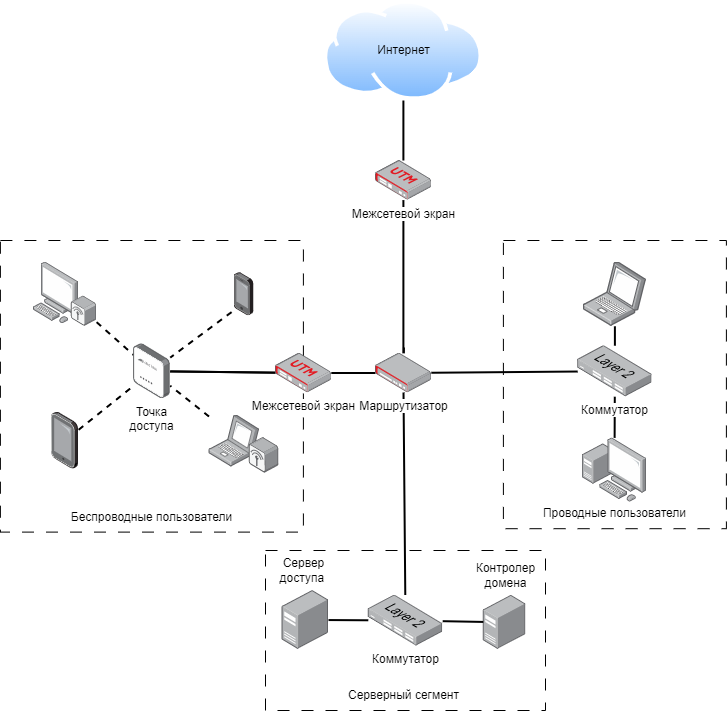 Интернет
UTM
Межсетевой экран
UTM
Layer 2
Межсетевой экран
Маршрутизатор
Точка
доступа
Коммутатор
Беспроводные пользователи
Проводные пользователи
Сервер
доступа
Контролер
домена
Layer 2
Коммутатор
Серверный сегмент